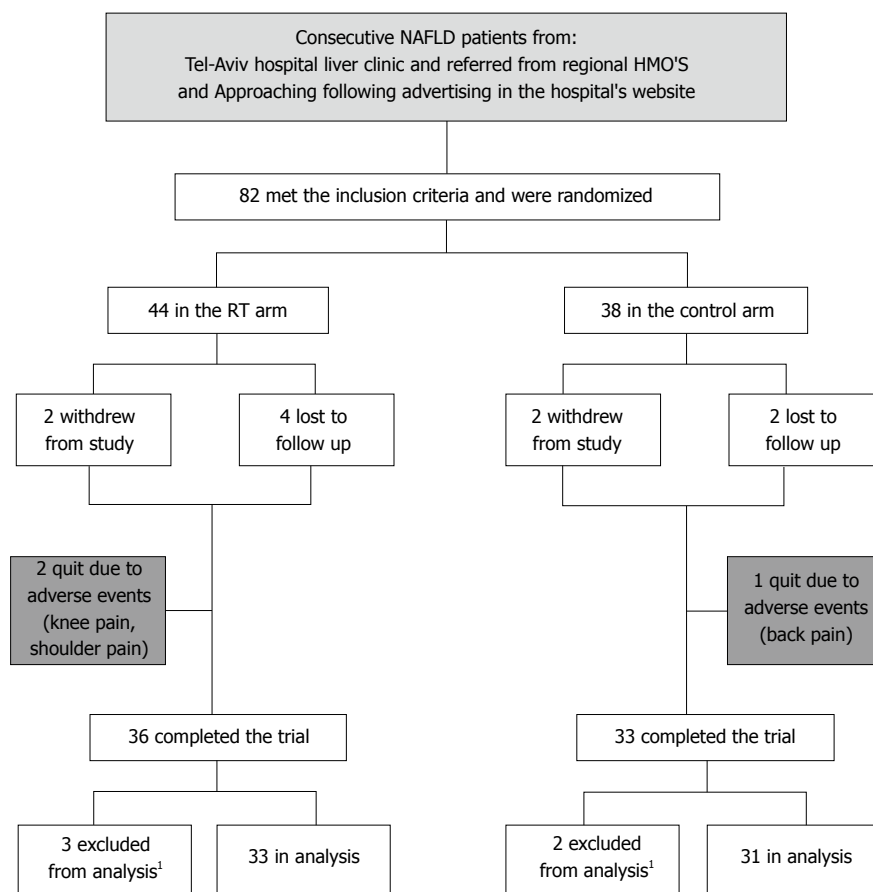 Consecutive NAFLD patients from:
Tel-Aviv hospital liver clinic and referred from regional HMO'S
and Approaching following advertising in the hospital's website
82 met the inclusion criteria and were randomized
44 in the RT arm
38 in the control arm
2 withdrew
from study
4 lost to
follow up
2 withdrew
from study
2 lost to
follow up
2 quit due to
adverse events
(knee pain,
shoulder pain)
1 quit due to
adverse events
(back pain)
36 completed the trial
33 completed the trial
3 excluded
from analysis¹
33 in analysis
2 excluded
from analysis¹
31 in analysis